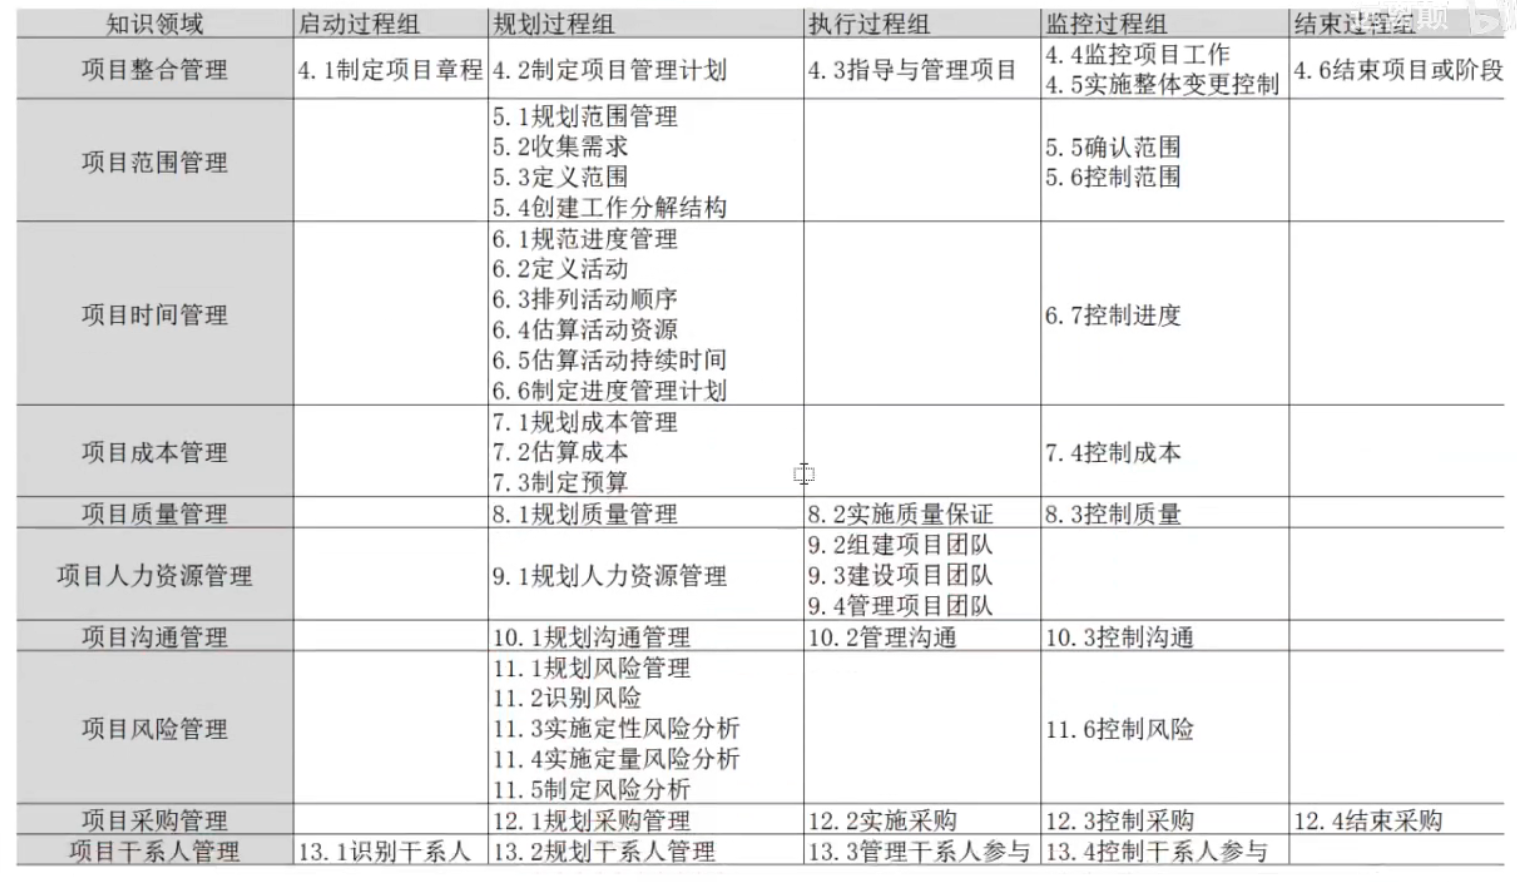 知识领域 启动过程组 规划过程组 执行过程组 监控过程组 结束过程组
项目整合管理 4.1制定项目章程 4.2制定项目管理计划 4.3指导与管理项目 4.4监控项目工作
4.5实施整体变更控制 4.6结束项目或阶段
项目范围管理
5.1规划范围管理
5.2收集需求
5.3定义范围
5.4创建工作分解结构
5.5确认范围
5.6控制范围
项目时间管理
6.1规范进度管理
6.2定义活动
6.3排列活动顺序
6.4估算活动资源
6.5估算活动持续时间
6.6制定进度管理计划
6.7控制进度
项目成本管理
7.1规划成本管理
7.2估算成本
7.3制定预算
7.4控制成本
项目质量管理 8.1规划质量管理 8.2实施质量保证 8.3控制质量
项目人力资源管理 9.1规划人力资源管理
9.2组建项目团队
9.3建设项目团队
9.4管理项目团队
项目沟通管理 10.1规划沟通管理 10.2管理沟通 10.3控制沟通
项目风险管理
11.1规划风险管理
11.2识别风险
11.3实施定性风险分析
11.4实施定量风险分析
11.5制定风险分析
11.6控制风险
项目采购管理 12.1规划采购管理 12.2实施采购 12.3控制采购 12.4结束采购
项目干系人管理 13.1识别干系人 13.2规划干系人管理 13.3管理干系人参与 13.4控制干系人参与